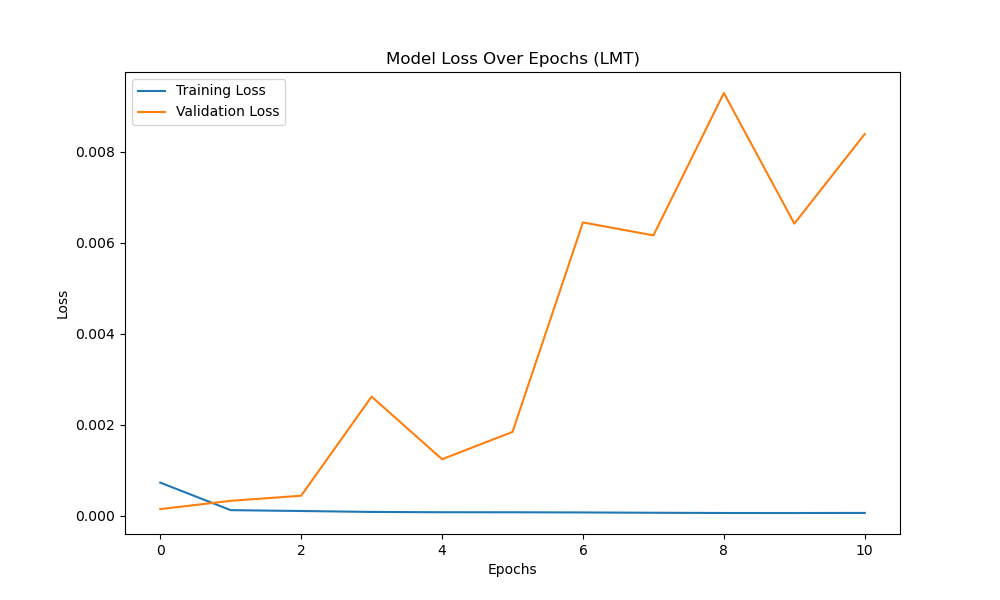 Model Loss Over Epochs (LMT)
Training Loss
Validation Loss
0.008
0.006
0.004
0.002
0.000
Loss
0 2 4 6 8 10
Epochs